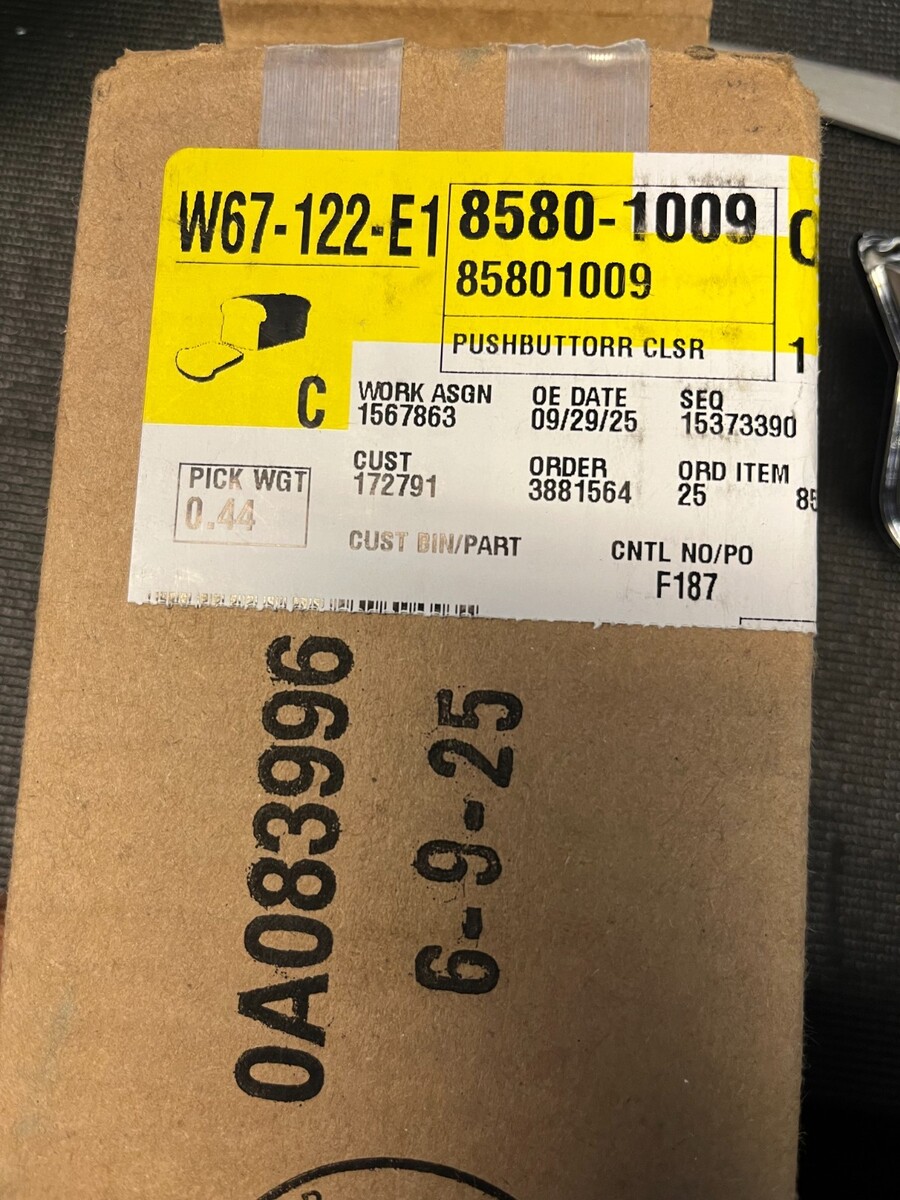 W67-122-E1
8580-1009
85801009
PUSHBUTTORR CLSR
C
WORK ASGN
1567863
OE DATE
09/29/25
SEQ
15373390
PICK WGT
0.44
CUST
172791
ORDER
3881564
ORD ITEM
25
CUST BIN/PART
CNTL NO/PO
F187
0A083996
6-9-25